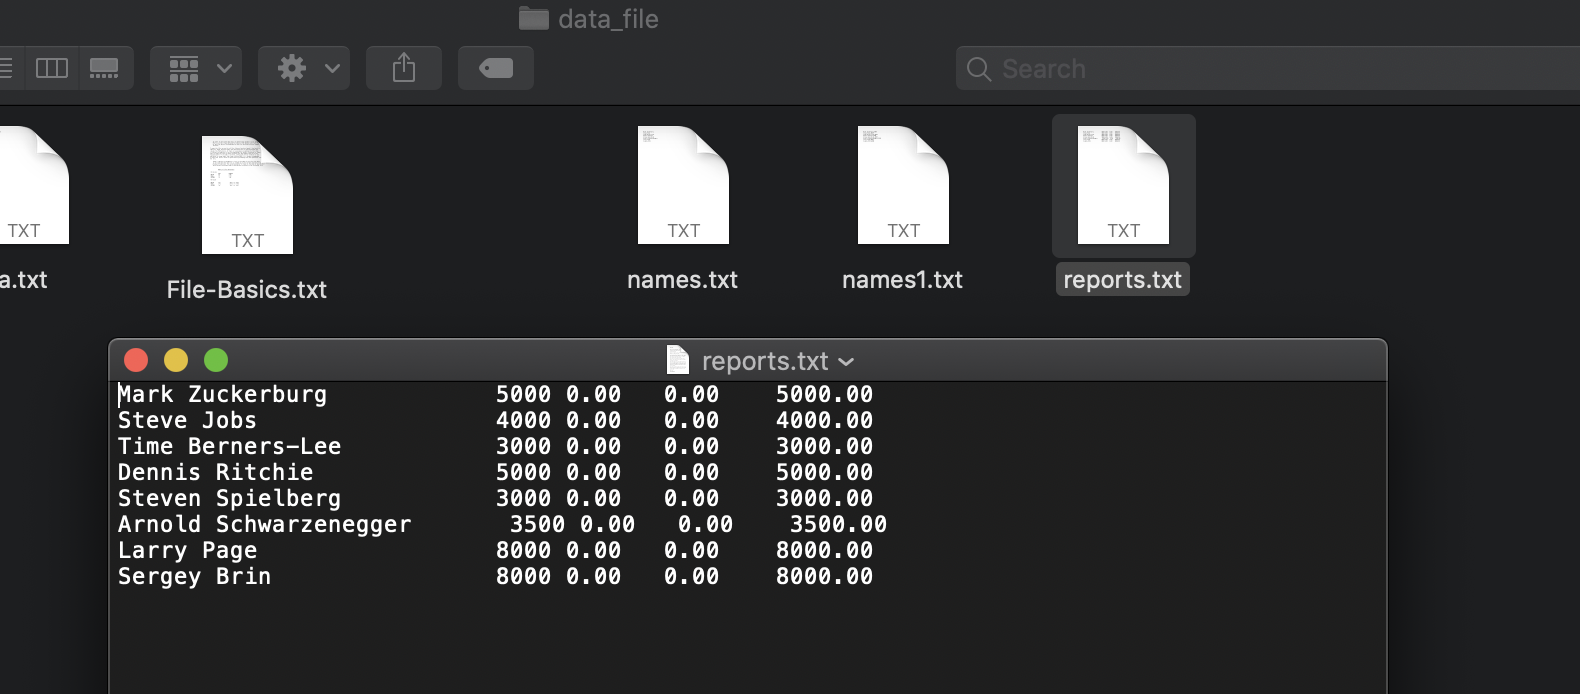 data_file
Search
TXT
TXT
TXT
TXT
TXT
a.txt
File-Basics.txt
names.txt
names1.txt
reports.txt
reports.txt
Mark Zuckerburg 5000 0.00 0.00 5000.00
Steve Jobs 4000 0.00 0.00 4000.00
Time Berners-Lee 3000 0.00 0.00 3000.00
Dennis Ritchie 5000 0.00 0.00 5000.00
Steven Spielberg 3000 0.00 0.00 3000.00
Arnold Schwarzenegger 3500 0.00 0.00 3500.00
Larry Page 8000 0.00 0.00 8000.00
Sergey Brin 8000 0.00 0.00 8000.00